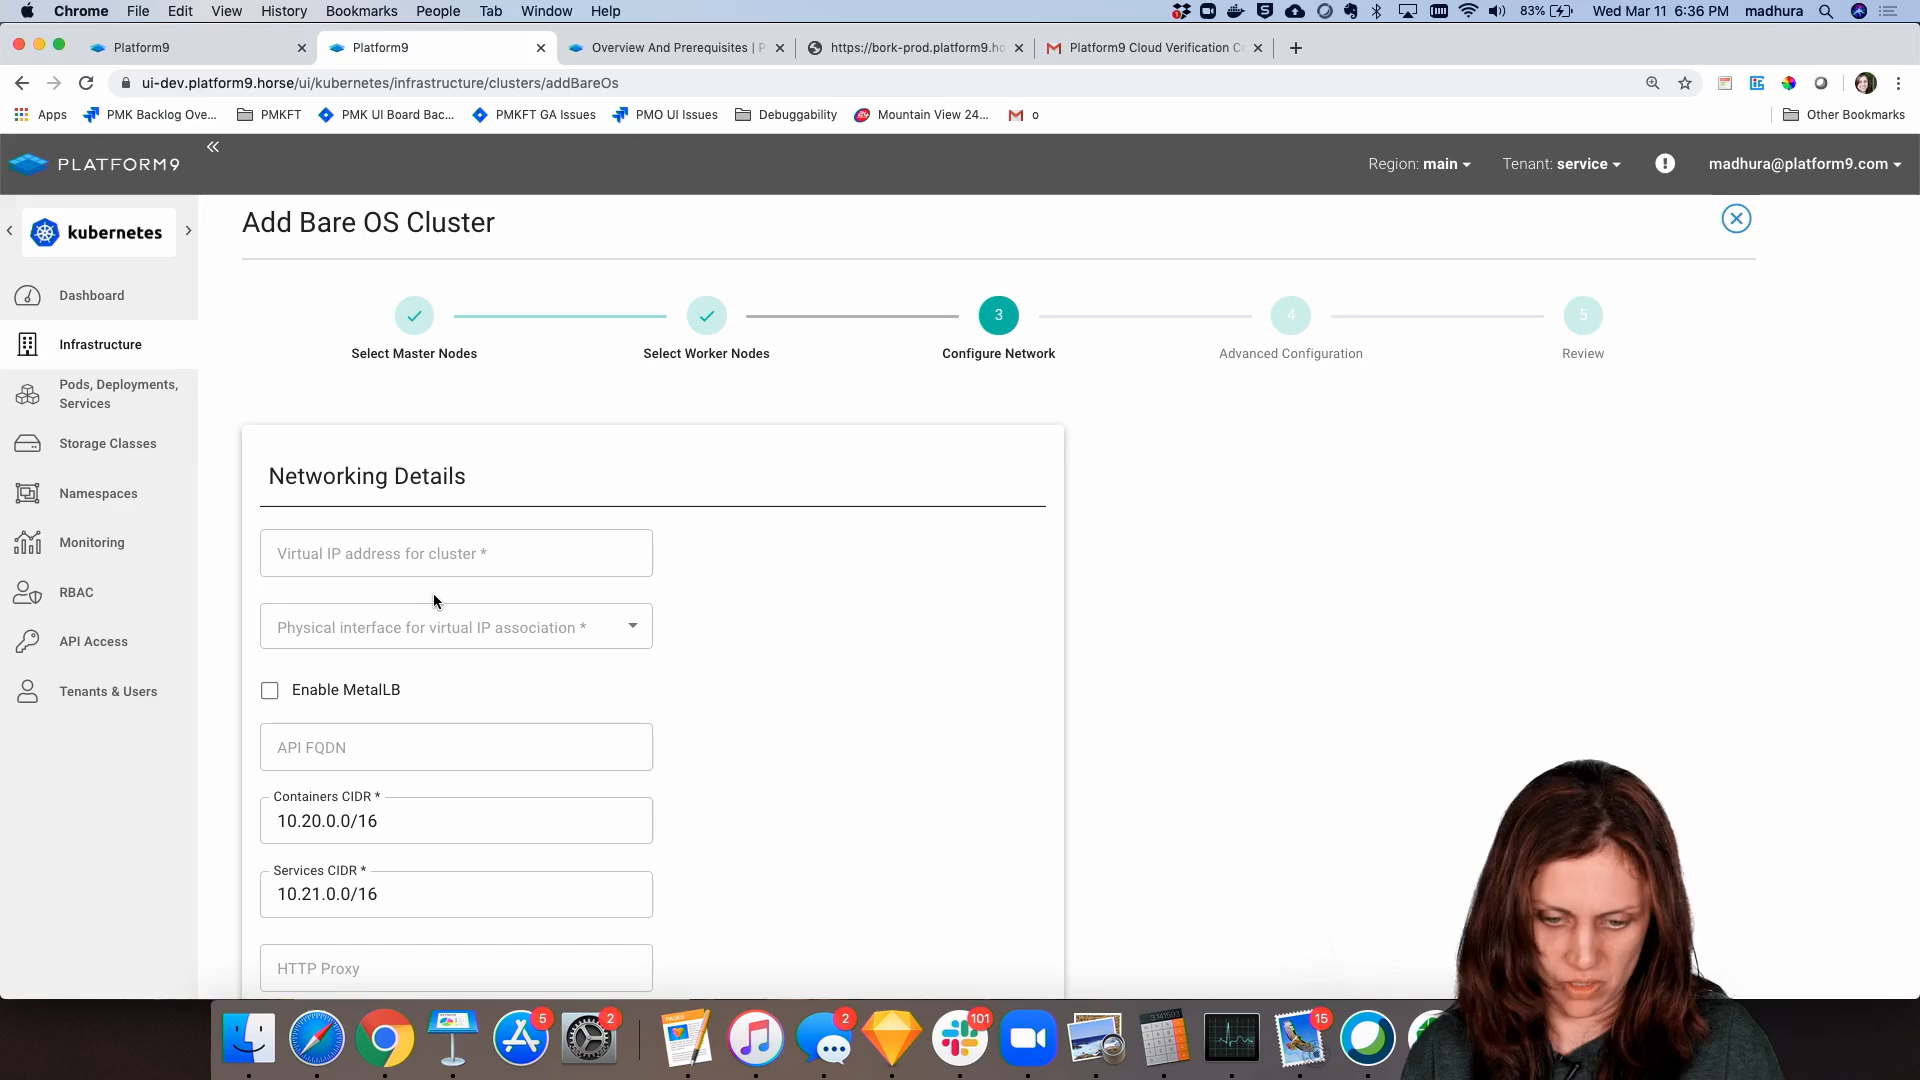 Chrome File Edit View History Bookmarks People Tab Window Help 83% Wed Mar 11 6:36 PM madhura
Platform9
Platform9
Overview And Prerequisites | P
https://bork-prod.platform9.ho
Platform9 Cloud Verification C
ui-dev.platform9.horse/ui/kubernetes/infrastructure/clusters/addBareOs
Apps PMK Backlog Ove... PMKFT PMK UI Board Bac... PMKFT GA Issues PMO UI Issues Debuggability Mountain View 24... o Other Bookmarks
PLATFORM9
Region: main Tenant: service madhura@platform9.com
kubernetes
Dashboard
Infrastructure
Pods, Deployments,
Services
Storage Classes
Namespaces
Monitoring
RBAC
API Access
Tenants & Users
Add Bare OS Cluster
3 4 5
Select Master Nodes Select Worker Nodes Configure Network Advanced Configuration Review
Networking Details
Virtual IP address for cluster *
Physical interface for virtual IP association *
Enable MetalLB
API FQDN
Containers CIDR *
10.20.0.0/16
Services CIDR *
10.21.0.0/16
HTTP Proxy
5 2 2 101 15
PAGES